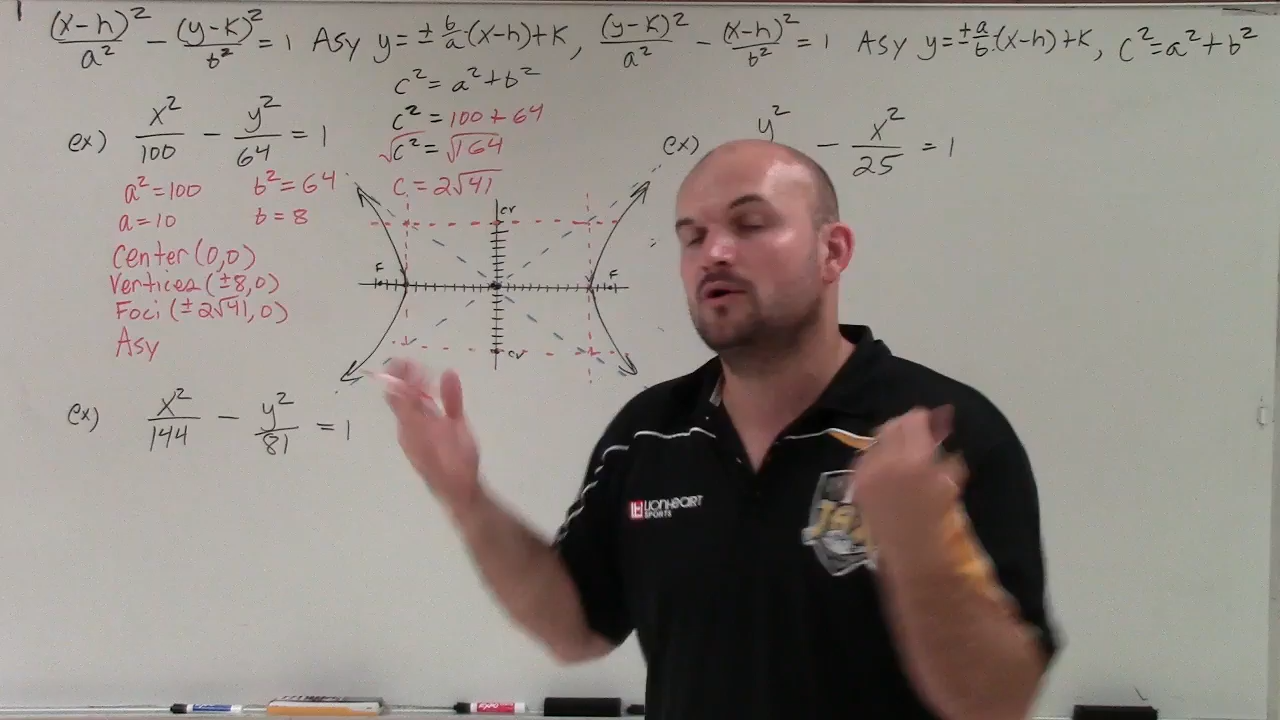 (x-h)²/a² - (y-k)²/b² = 1 Asy y = ± b/a·(x-h)+k, (y-k)²/a² - (x-h)²/b² = 1 Asy y = ±a/b·(x-h)+k, c² = a²+b²
c² = a²+b²
ex) x²/100 - y²/64 = 1
c² = 100 + 64
√c² = √164
c = 2√41
a² = 100 b² = 64
a = 10 b = 8
Center (0,0)
Vertices (±8,0)
Foci (±2√41,0)
Asy
CV
F
F
CV
ex) y² - x²/25 = 1
ex) x²/144 - y²/81 = 1
LIONHEART
SPORTS
EXPO